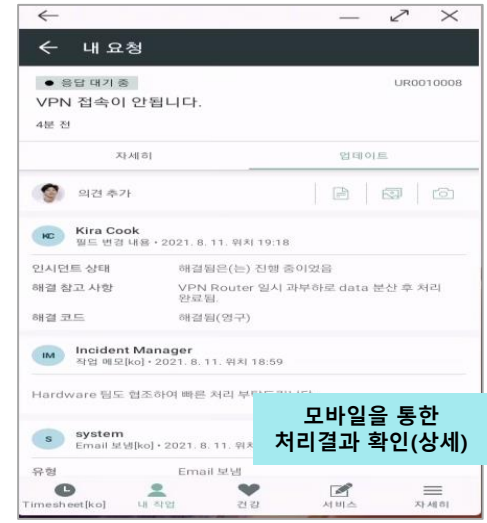 내 요청
응답 대기 중
UR0010008
VPN 접속이 안됩니다.
4분 전
자세히
업데이트
의견 추가
KC
Kira Cook
필드 변경 내용 • 2021. 8. 11. 위치 19:18
인시던트 상태
해결됨은(는) 진행 중이었음
해결 참고 사항
VPN Router 일시 과부하로 data 분산 후 처리
완료됨.
해결 코드
해결됨(영구)
IM
Incident Manager
작업 메모[ko] • 2021. 8. 11. 위치 18:59
Hardware 팀도 협조하여 빠른 처리
모바일을 통한
처리결과 확인(상세)
S
system
Email 보냄[ko] • 2021. 8. 11.
유형
Email 보냄
Timesheet[ko]
내 작업
건강
서비스
자세히